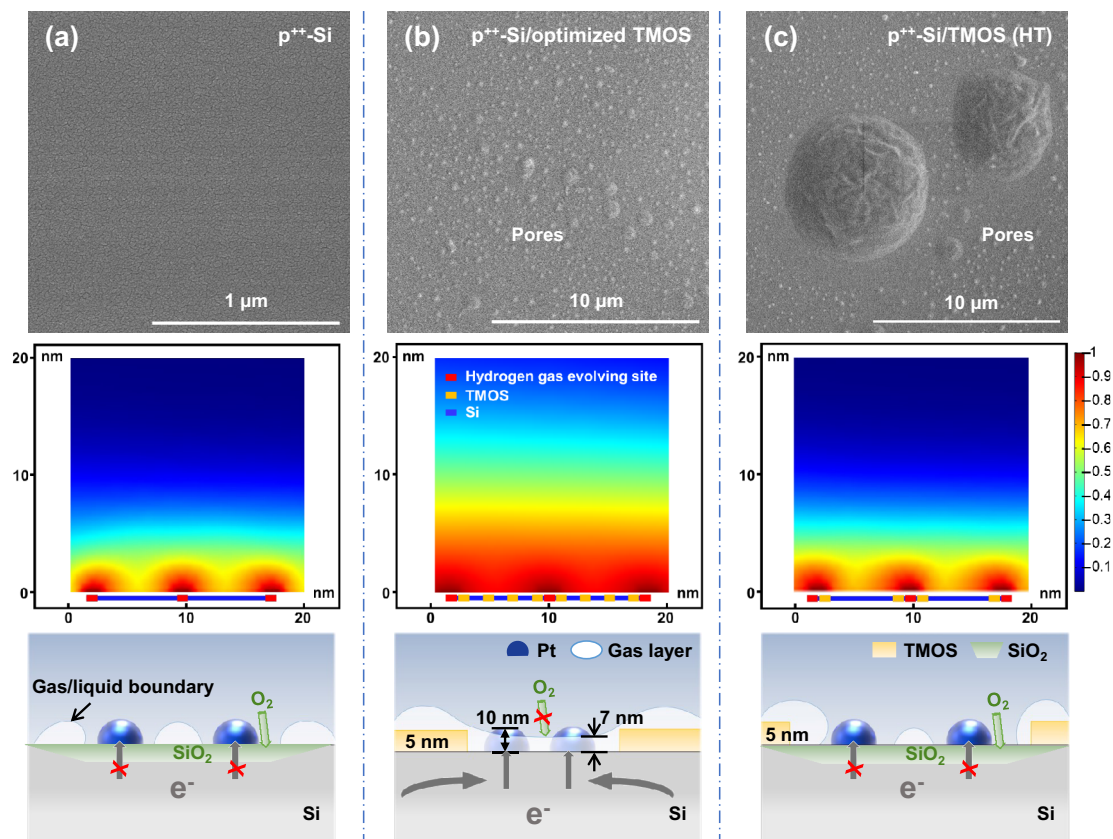 (a)
p⁺⁺-Si
1 µm
(b)
p⁺⁺-Si/optimized TMOS
Pores
10 µm
(c)
p⁺⁺-Si/TMOS (HT)
Pores
10 µm
20
nm
10
0
nm
0
10
20
20
nm
Hydrogen gas evolving site
TMOS
Si
10
0
nm
0
10
20
20
nm
10
0
nm
0
10
20
1
0.9
0.8
0.7
0.6
0.5
0.4
0.3
0.2
0.1
Gas/liquid boundary
O₂
SiO₂
e⁻
Si
Pt
Gas layer
O₂
10 nm
7 nm
5 nm
e⁻
Si
TMOS
SiO₂
O₂
5 nm
SiO₂
e⁻
Si